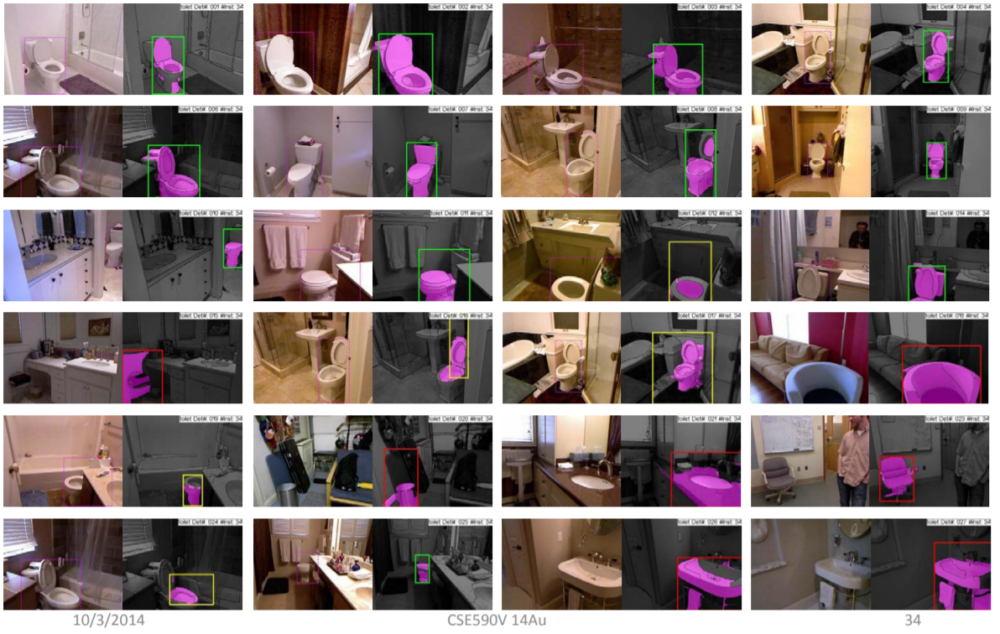 toilet Det#: 001 #Inst: 34
toilet Det#: 002 #Inst: 34
toilet Det#: 003 #Inst: 34
toilet Det#: 004 #Inst: 34
toilet Det#: 006 #Inst: 34
toilet Det#: 007 #Inst: 34
toilet Det#: 008 #Inst: 34
toilet Det#: 009 #Inst: 34
toilet Det#: 010 #Inst: 34
toilet Det#: 011 #Inst: 34
toilet Det#: 012 #Inst: 34
toilet Det#: 014 #Inst: 34
toilet Det#: 015 #Inst: 34
toilet Det#: 016 #Inst: 34
toilet Det#: 017 #Inst: 34
toilet Det#: 018 #Inst: 34
toilet Det#: 019 #Inst: 34
toilet Det#: 020 #Inst: 34
toilet Det#: 021 #Inst: 34
toilet Det#: 023 #Inst: 34
toilet Det#: 024 #Inst: 34
toilet Det#: 025 #Inst: 34
toilet Det#: 026 #Inst: 34
toilet Det#: 027 #Inst: 34
10/3/2014 CSE590V 14Au 34